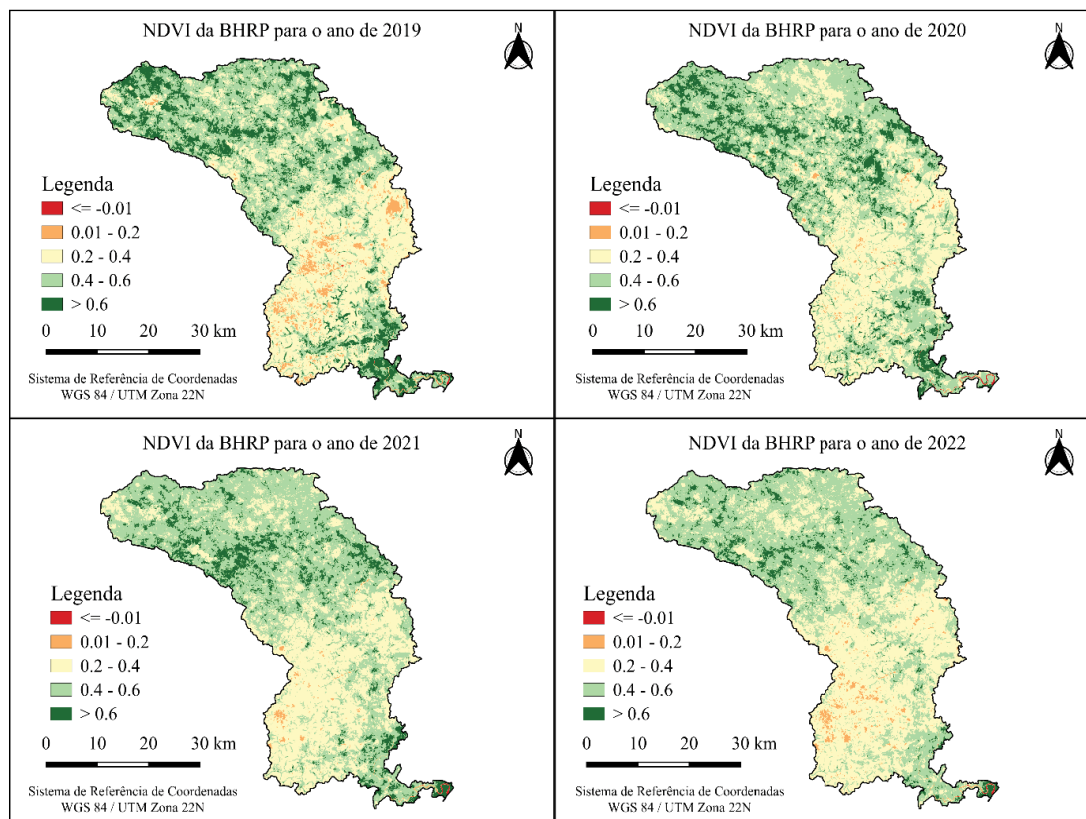 NDVI da BHRP para o ano de 2019
N
Legenda
<= -0.01
0.01 - 0.2
0.2 - 0.4
0.4 - 0.6
> 0.6
0 10 20 30 km
Sistema de Referência de Coordenadas
WGS 84 / UTM Zona 22N
NDVI da BHRP para o ano de 2020
N
Legenda
<= -0.01
0.01 - 0.2
0.2 - 0.4
0.4 - 0.6
> 0.6
0 10 20 30 km
Sistema de Referência de Coordenadas
WGS 84 / UTM Zona 22N
NDVI da BHRP para o ano de 2021
N
Legenda
<= -0.01
0.01 - 0.2
0.2 - 0.4
0.4 - 0.6
> 0.6
0 10 20 30 km
Sistema de Referência de Coordenadas
WGS 84 / UTM Zona 22N
NDVI da BHRP para o ano de 2022
N
Legenda
<= -0.01
0.01 - 0.2
0.2 - 0.4
0.4 - 0.6
> 0.6
0 10 20 30 km
Sistema de Referência de Coordenadas
WGS 84 / UTM Zona 22N